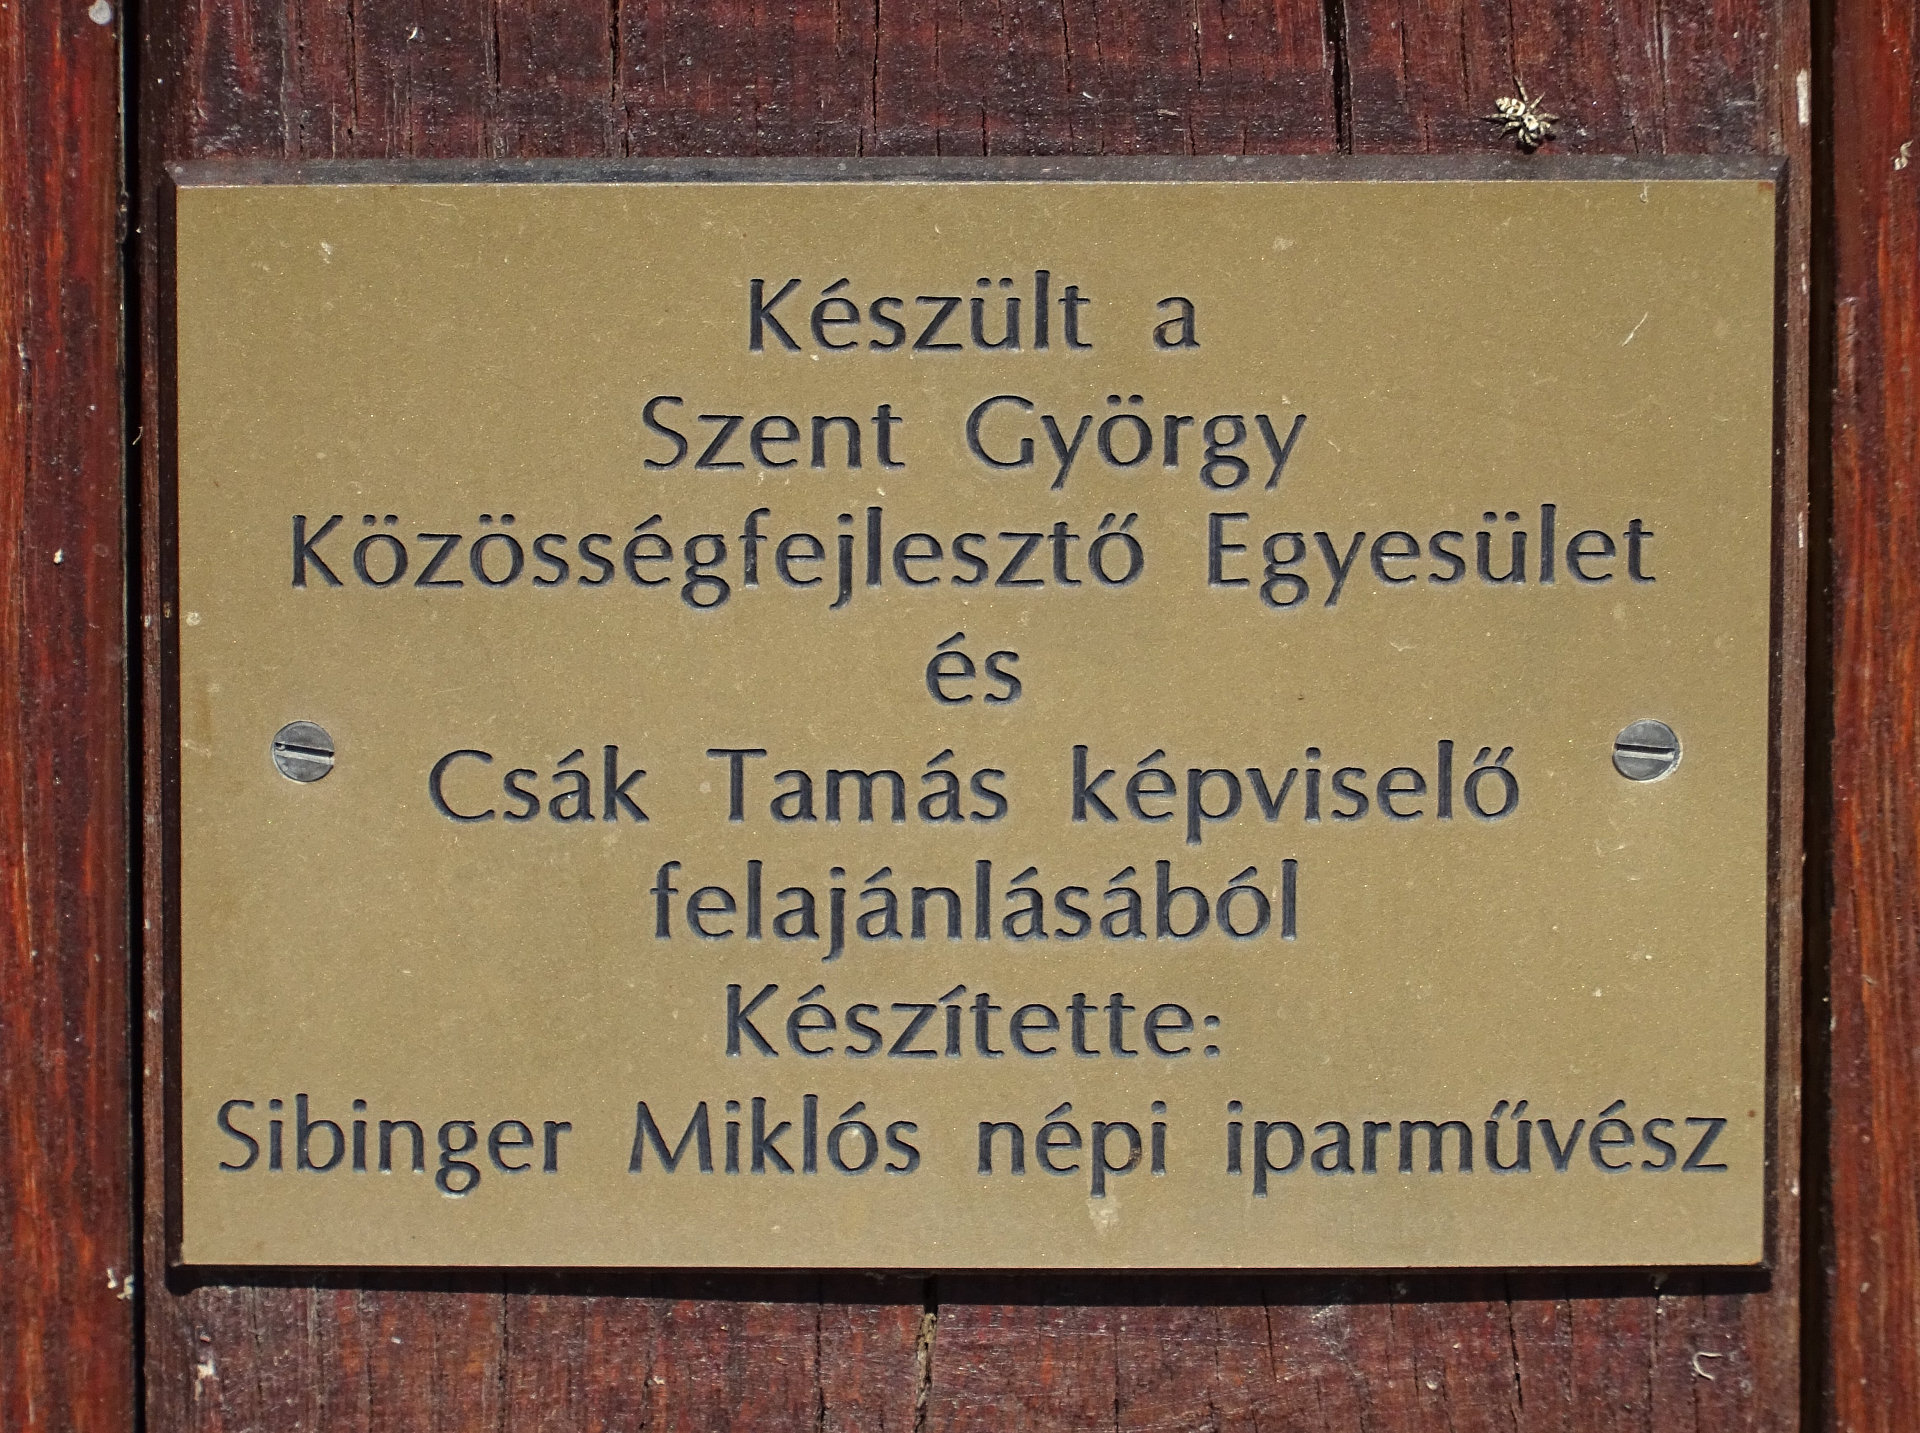 Készült a
Szent György
Közösségfejlesztő Egyesület
és
Csák Tamás képviselő
felajánlásából
Készítette:
Sibinger Miklós népi iparművész